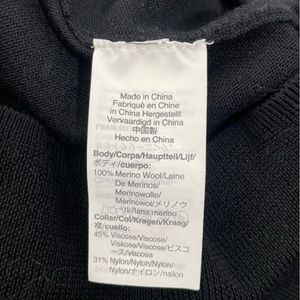 Made in China
Fabriqué en Chine
in China Hergestellt
Vervaardigd in China
中国製
Hecho en China
Body/Corpo/Hauptteil/Lijf/
ボディ/cuerpo:
100% Merino Wool/Laine
De Merinos/
Merinowolle/
Merinowol/メリノウ
ール/lana merino
Collar/Col/Kragen/Kraag/
襟/cuello:
45% Viscose/Viscose/
Viskose/Viscose/ビスコ
ース/Viscosa
31% Nylon/Nylon/Nylon/
Nylon/ナイロン/nailon